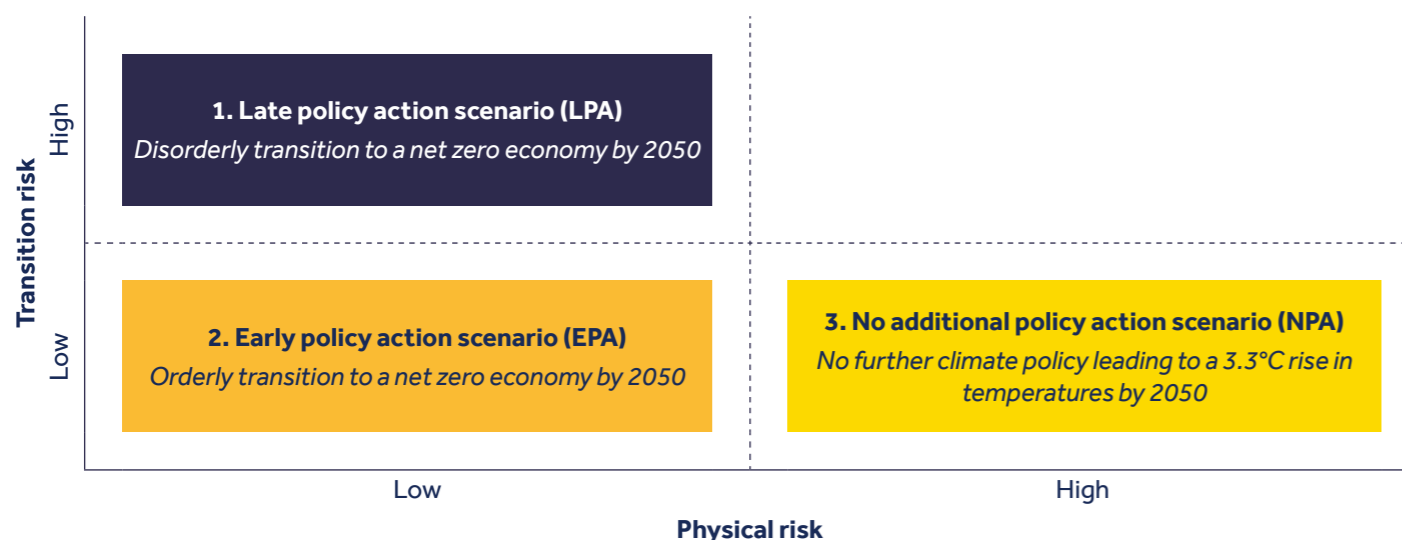 Transition risk
High
Low
1. Late policy action scenario (LPA)
Disorderly transition to a net zero economy by 2050
2. Early policy action scenario (EPA)
Orderly transition to a net zero economy by 2050
3. No additional policy action scenario (NPA)
No further climate policy leading to a 3.3°C rise in
temperatures by 2050
Low
High
Physical risk